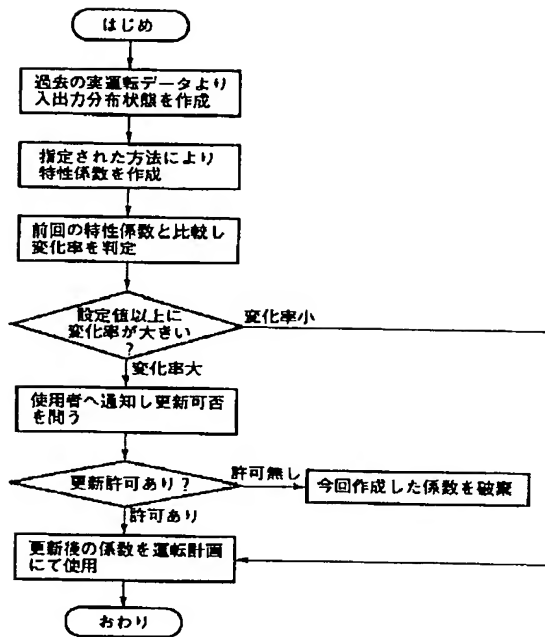 はじめ
過去の実運転データより
入出力分布状態を作成
指定された方法により
特性係数を作成
前回の特性係数と比較し
変化率を判定
設定値以上に
変化率が大きい
?
変化率小
変化率大
使用者へ通知し更新可否
を問う
更新許可あり?
許可無し
今回作成した係数を破棄
許可あり
更新後の係数を運転計画
にて使用
おわり